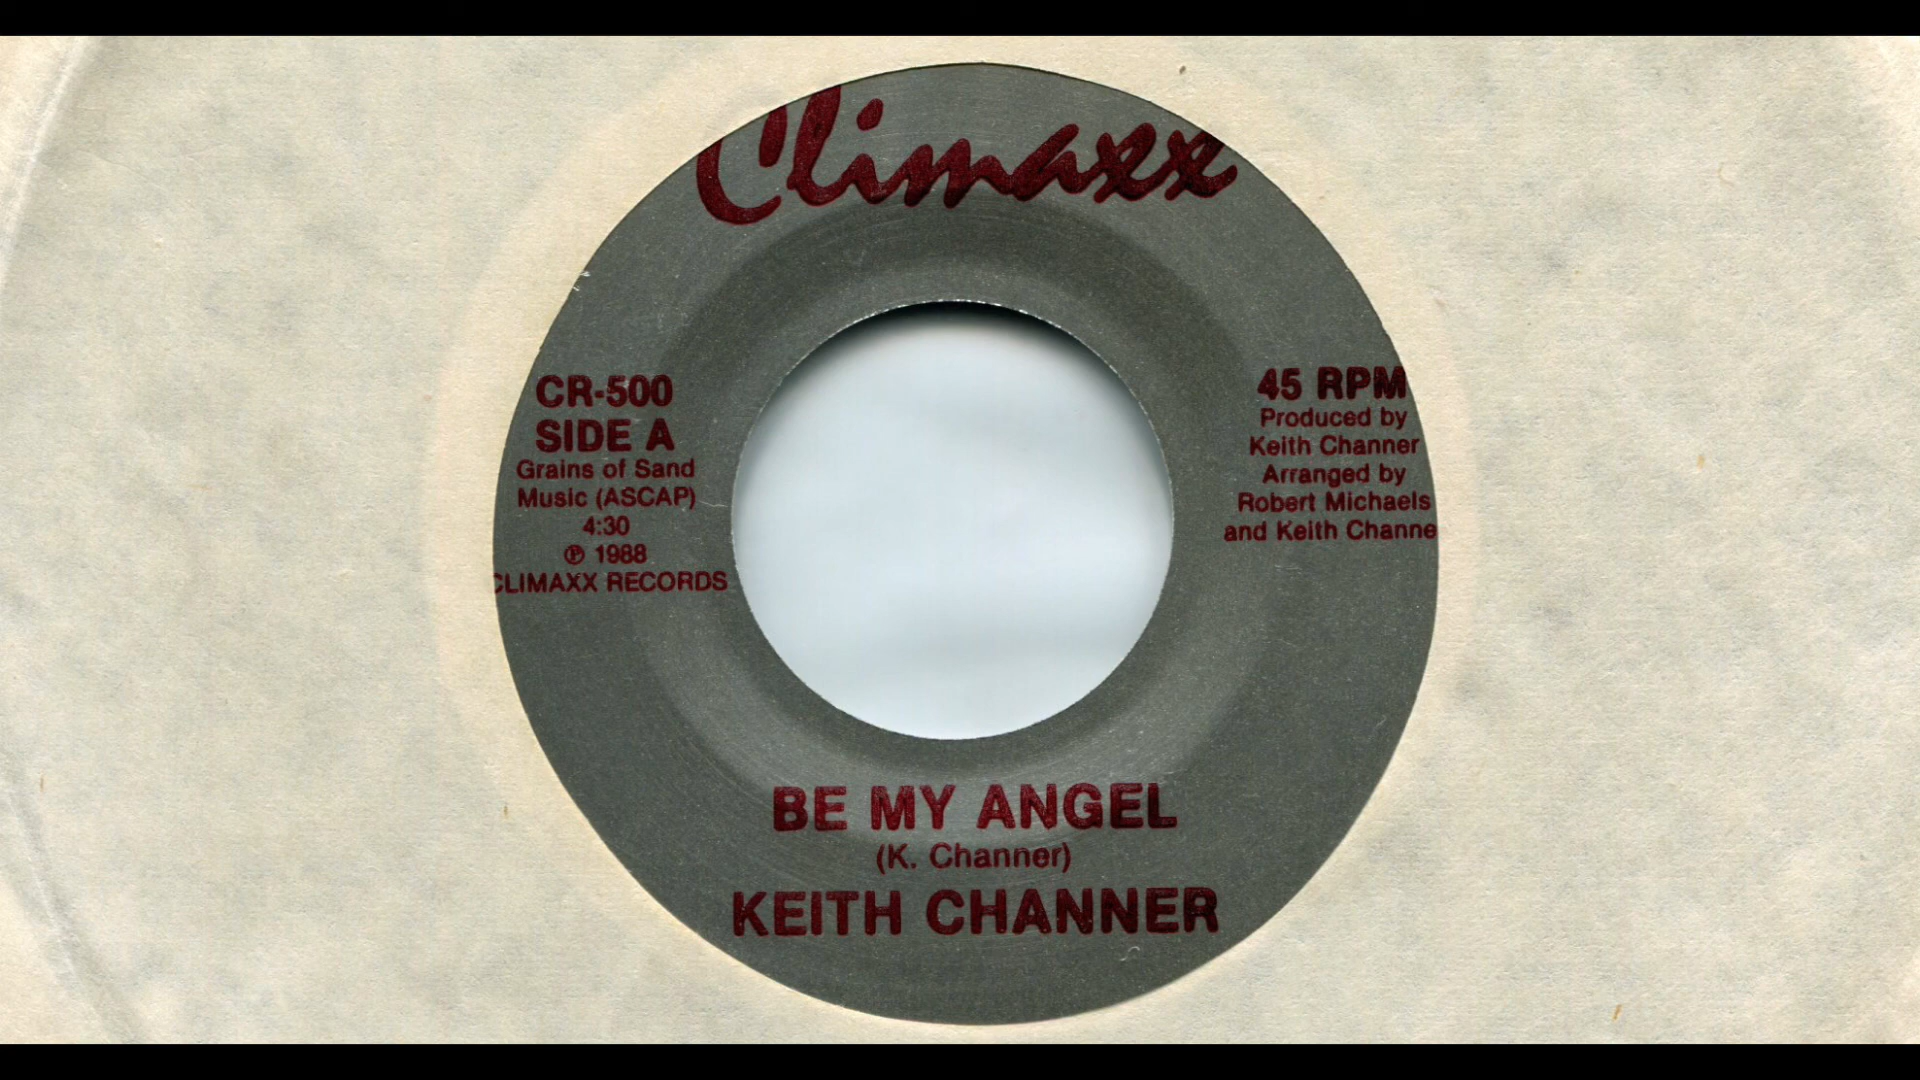 Climaxx
CR-500
SIDE A
Grains of Sand
Music (ASCAP)
4:30
℗ 1988
CLIMAXX RECORDS
45 RPM
Produced by
Keith Channer
Arranged by
Robert Michaels
and Keith Channe
BE MY ANGEL
(K. Channer)
KEITH CHANNER